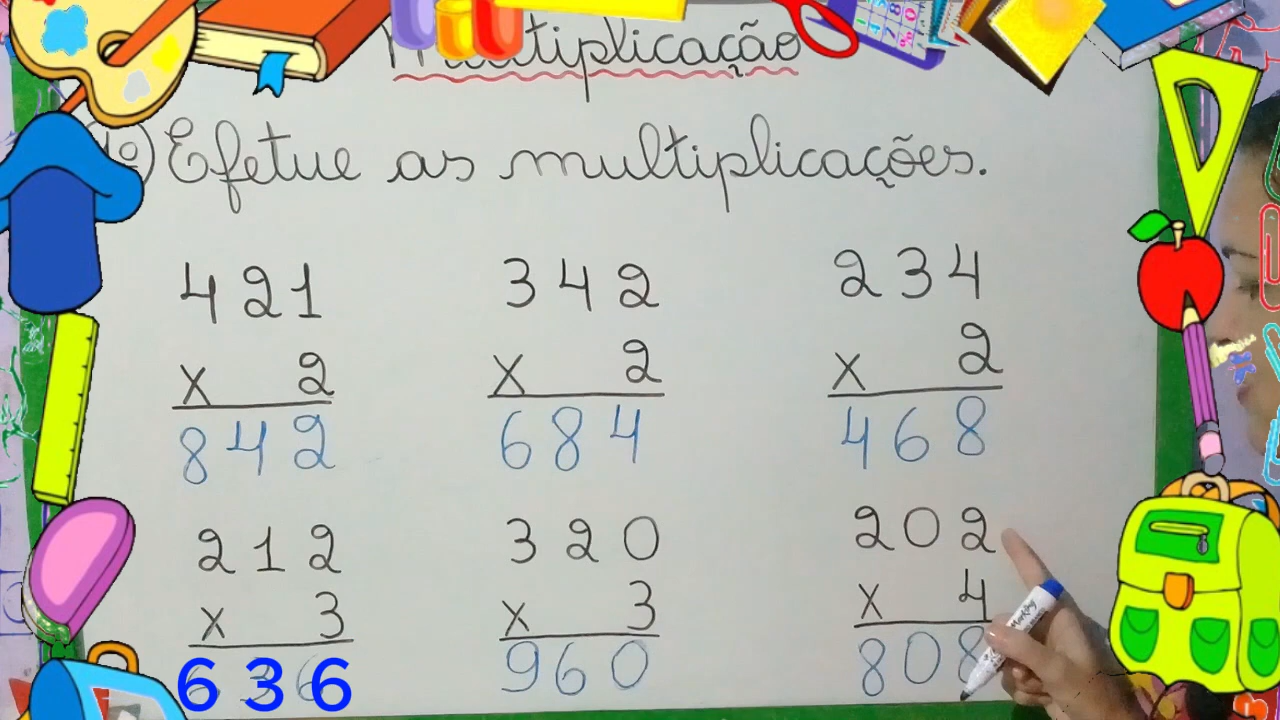 Multiplicação
1º) Efetue as multiplicações.
421 342 234
x 2 x 2 x 2
842 684 468
212 320 202
x 3 x 3 x 4
636 960 808